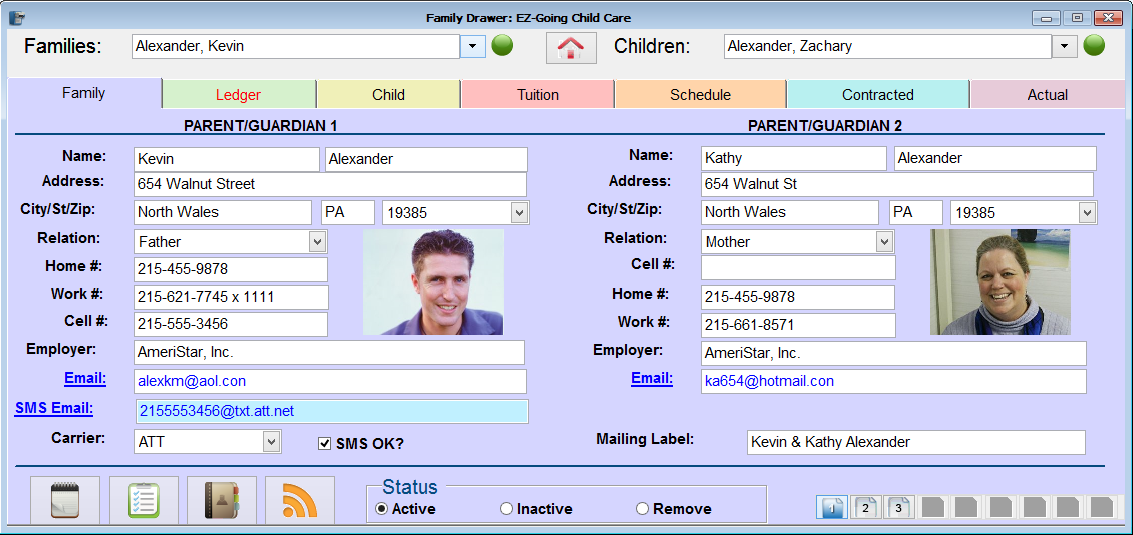 Family Drawer: EZ-Going Child Care
Families: Alexander, Kevin Children: Alexander, Zachary
Family Ledger Child Tuition Schedule Contracted Actual
PARENT/GUARDIAN 1
Name: Kevin Alexander
Address: 654 Walnut Street
City/St/Zip: North Wales PA 19385
Relation: Father
Home #: 215-455-9878
Work #: 215-621-7745 x 1111
Cell #: 215-555-3456
Employer: AmeriStar, Inc.
Email: alexkm@aol.con
SMS Email: 2155553456@txt.att.net
Carrier: ATT SMS OK?
PARENT/GUARDIAN 2
Name: Kathy Alexander
Address: 654 Walnut St
City/St/Zip: North Wales PA 19385
Relation: Mother
Cell #:
Home #: 215-455-9878
Work #: 215-661-8571
Employer: AmeriStar, Inc.
Email: ka654@hotmail.con
Mailing Label: Kevin & Kathy Alexander
Status
Active Inactive Remove
1 2 3